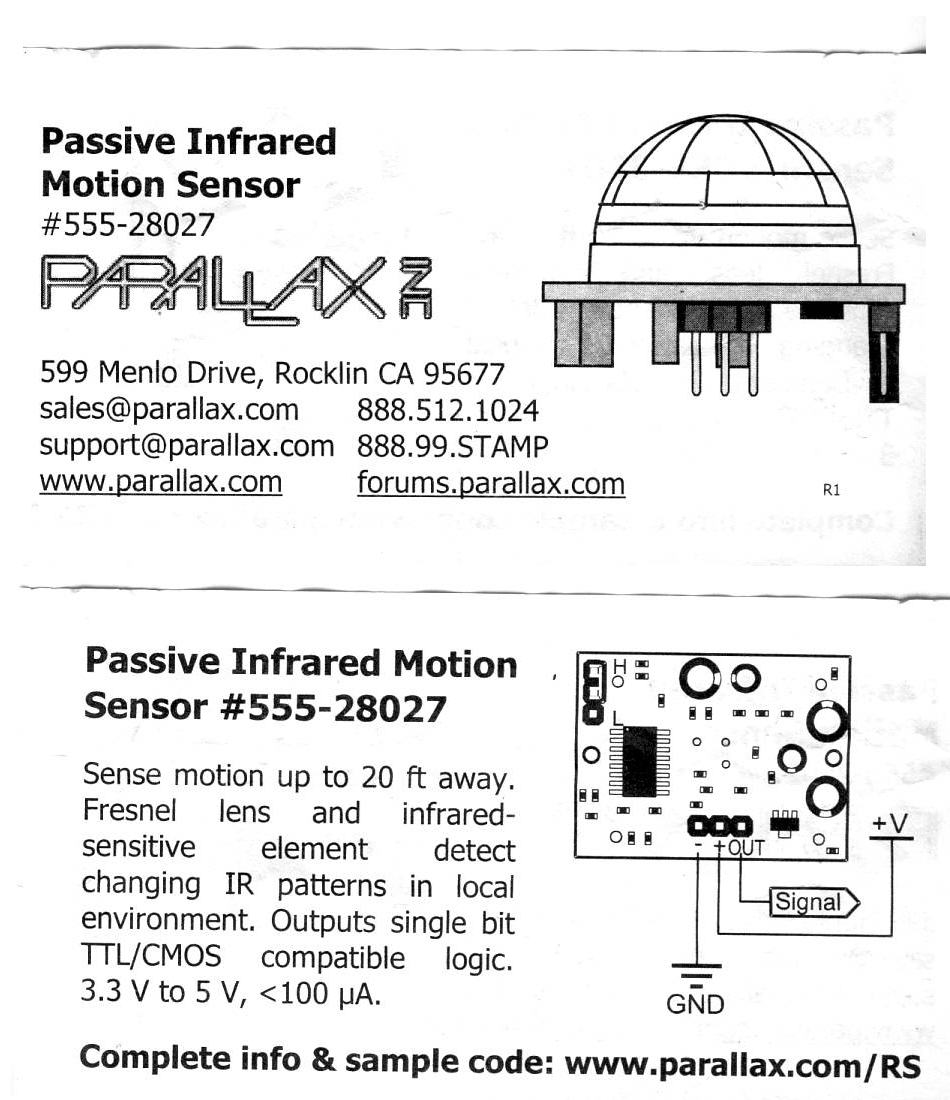 Passive Infrared
Motion Sensor
#555-28027
PARALLAX INC
599 Menlo Drive, Rocklin CA 95677
sales@parallax.com 888.512.1024
support@parallax.com 888.99.STAMP
www.parallax.com forums.parallax.com
R1
Passive Infrared Motion
Sensor #555-28027
Sense motion up to 20 ft away.
Fresnel lens and infrared-
sensitive element detect
changing IR patterns in local
environment. Outputs single bit
TTL/CMOS compatible logic.
3.3 V to 5 V, <100 µA.
H
L
- + OUT
+V
Signal
GND
Complete info & sample code: www.parallax.com/RS